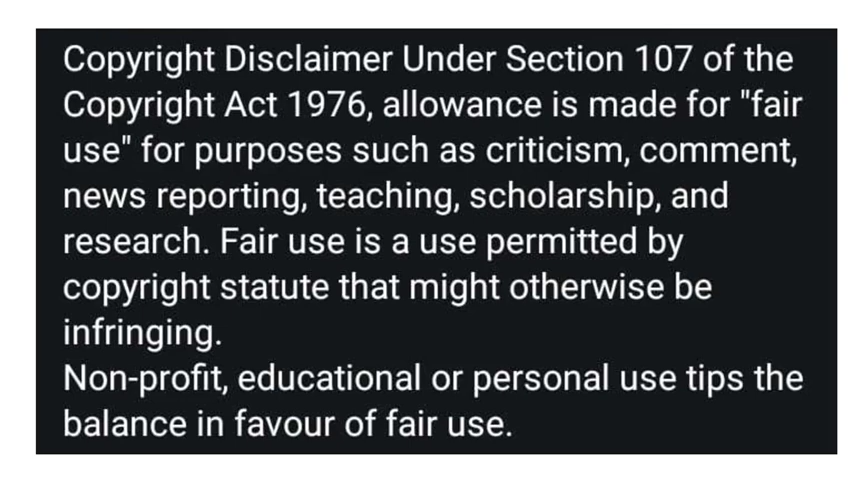 Copyright Disclaimer Under Section 107 of the
Copyright Act 1976, allowance is made for "fair
use" for purposes such as criticism, comment,
news reporting, teaching, scholarship, and
research. Fair use is a use permitted by
copyright statute that might otherwise be
infringing.
Non-profit, educational or personal use tips the
balance in favour of fair use.